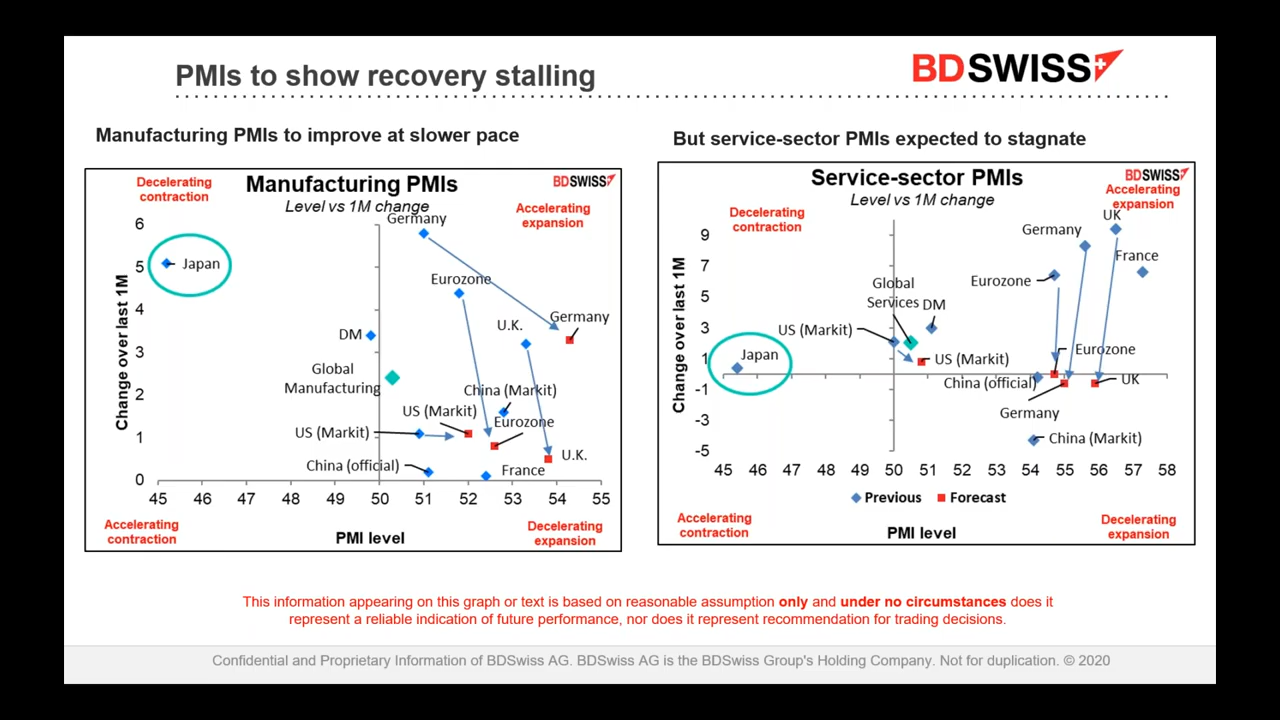 PMIs to show recovery stalling
BDSWISS
Manufacturing PMIs to improve at slower pace
Decelerating
contraction
Manufacturing PMIs
Level vs 1M change
BDSWISS
Accelerating
expansion
Change over last 1M
6
5
4
3
2
1
0
Germany
Japan
Eurozone
Germany
U.K.
DM
Global
Manufacturing
China (Markit)
US (Markit)
Eurozone
US (Markit)
U.K.
China (official)
France
45 46 47 48 49 50 51 52 53 54 55
Accelerating
contraction
PMI level
Decelerating
expansion
But service-sector PMIs expected to stagnate
Service-sector PMIs
Level vs 1M change
BDSWISS
Accelerating
expansion
Decelerating
contraction
Change over last 1M
9
7
5
3
1
-1
-3
-5
UK
Germany
France
Eurozone
Global
Services
DM
US (Markit)
Japan
US (Markit)
Eurozone
China (official)
UK
Germany
China (Markit)
45 46 47 48 49 50 51 52 53 54 55 56 57 58
Previous Forecast
Accelerating
contraction
PMI level
Decelerating
expansion
This information appearing on this graph or text is based on reasonable assumption only and under no circumstances does it
represent a reliable indication of future performance, nor does it represent recommendation for trading decisions.
Confidential and Proprietary Information of BDSwiss AG. BDSwiss AG is the BDSwiss Group's Holding Company. Not for duplication. © 2020